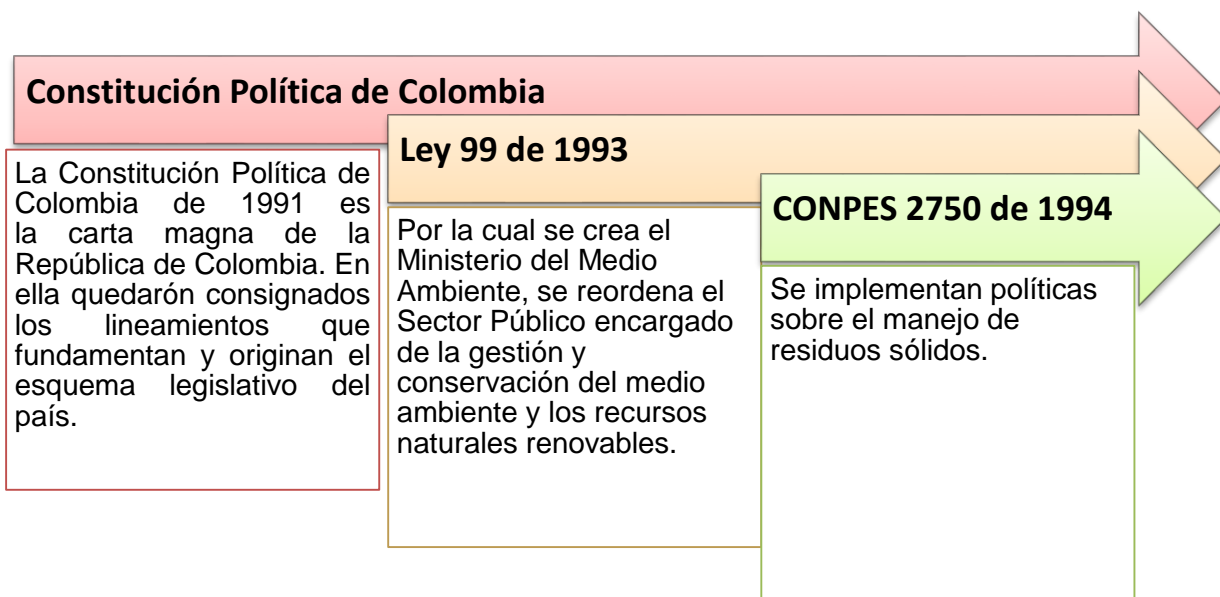 Constitución Política de Colombia
La Constitución Política de
Colombia de 1991 es
la carta magna de la
República de Colombia. En
ella quedarón consignados
los lineamientos que
fundamentan y originan el
esquema legislativo del
país.
Ley 99 de 1993
Por la cual se crea el
Ministerio del Medio
Ambiente, se reordena el
Sector Público encargado
de la gestión y
conservación del medio
ambiente y los recursos
naturales renovables.
CONPES 2750 de 1994
Se implementan políticas
sobre el manejo de
residuos sólidos.